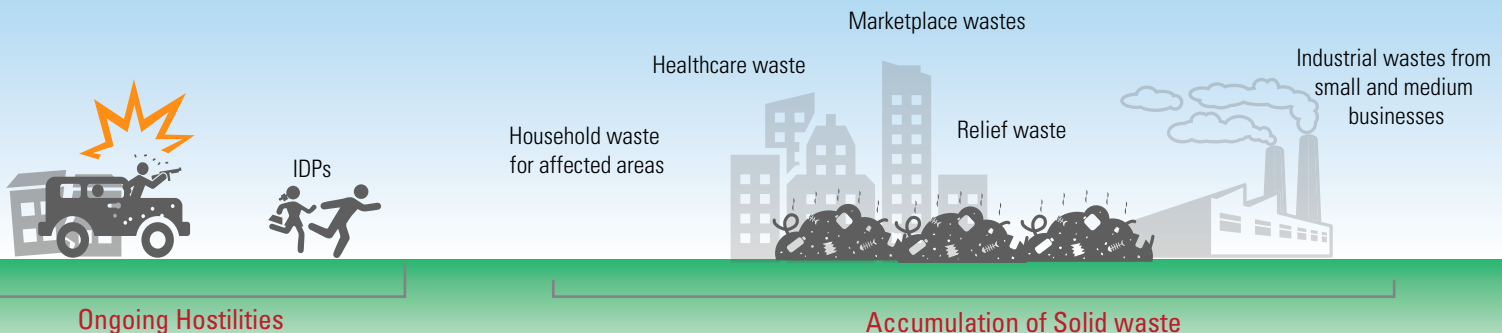 Marketplace wastes
Healthcare waste
Industrial wastes from
small and medium
businesses
Household waste
for affected areas
Relief waste
IDPs
Ongoing Hostilities
Accumulation of Solid waste